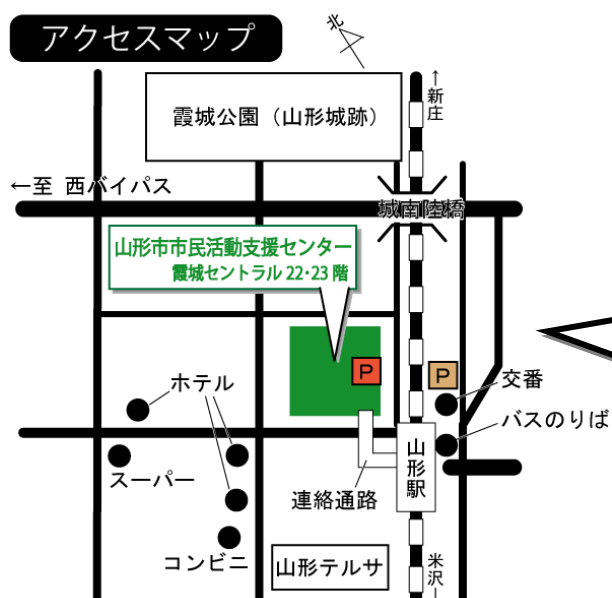 アクセスマップ
北
↑新庄
霞城公園（山形城跡）
←至 西バイパス
城南陸橋
山形市市民活動支援センター
霞城セントラル 22･23 階
P
P
交番
ホテル
バスのりば
山形駅
スーパー
連絡通路
コンビニ
山形テルサ
米沢↓